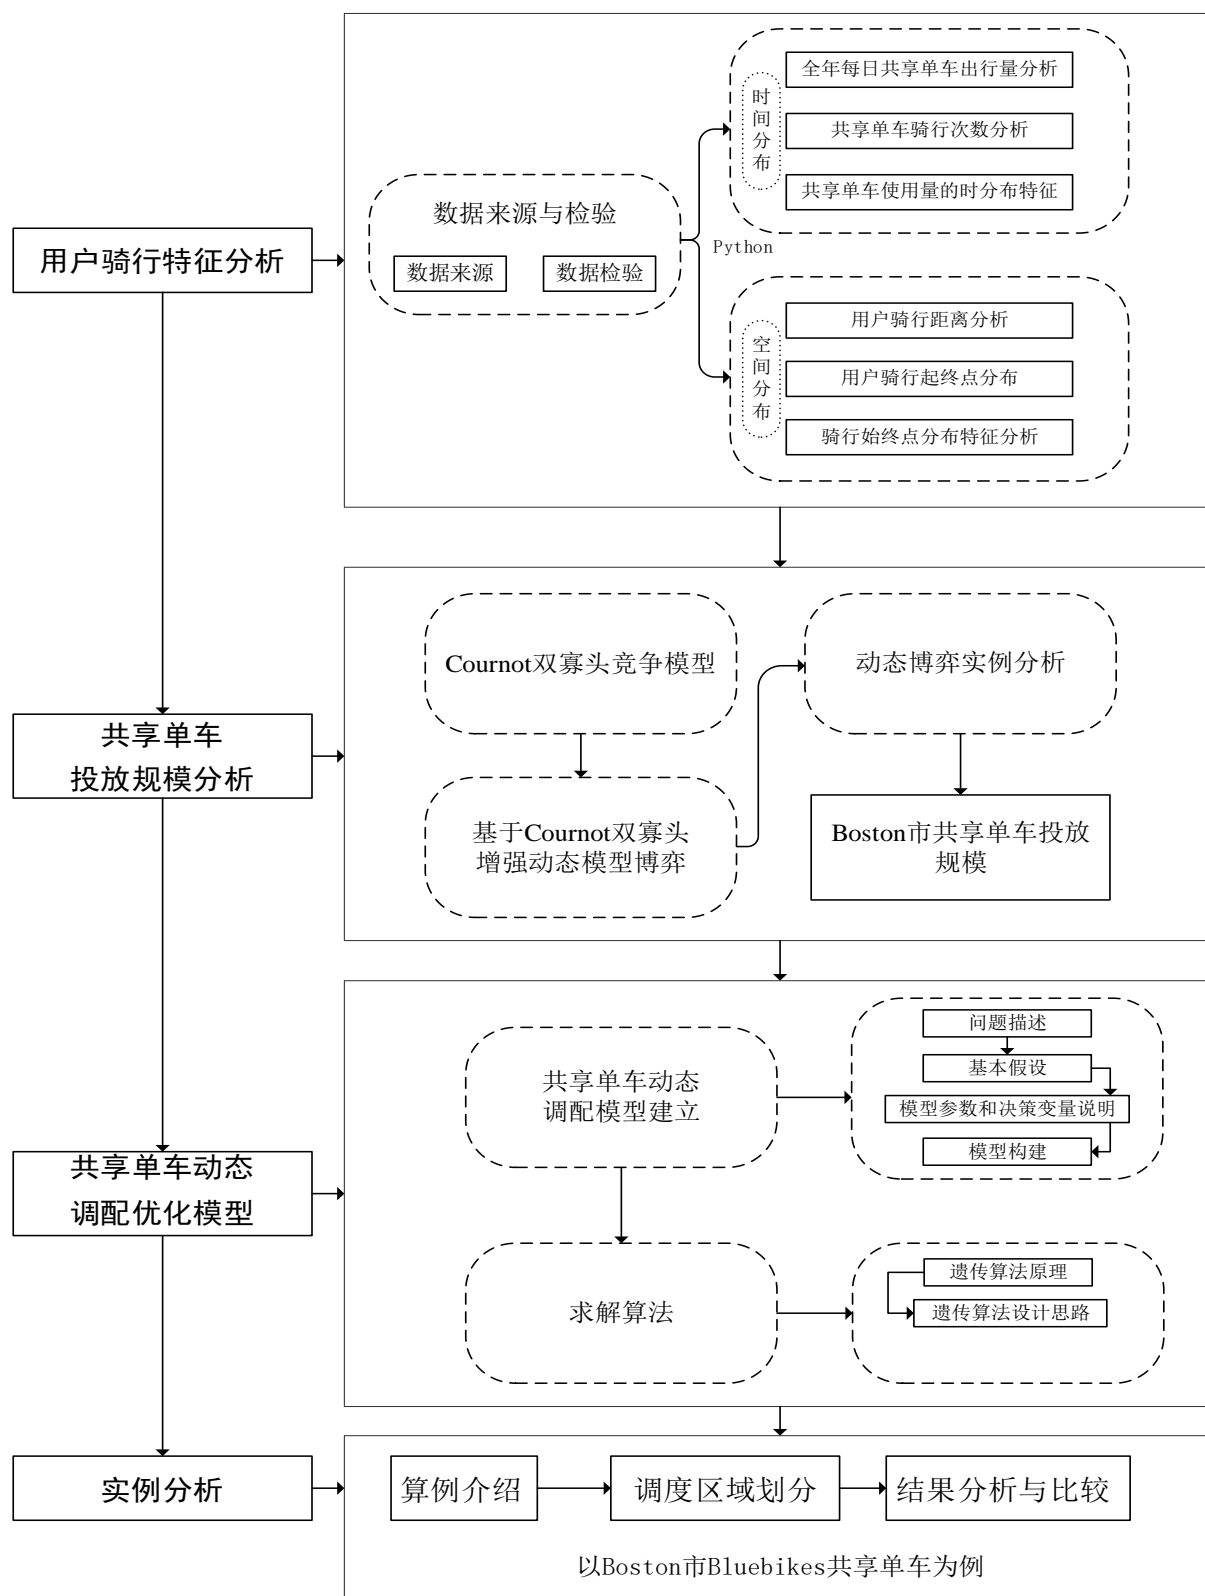 用户骑行特征分析
数据来源与检验
数据来源
数据检验
Python
时间分布
全年每日共享单车出行量分析
共享单车骑行次数分析
共享单车使用量的时分布特征
空间分布
用户骑行距离分析
用户骑行起终点分布
骑行始终点分布特征分析
共享单车
投放规模分析
Cournot双寡头竞争模型
基于Cournot双寡头
增强动态模型博弈
动态博弈实例分析
Boston市共享单车投放
规模
共享单车动态
调配优化模型
共享单车动态
调配模型建立
问题描述
基本假设
模型参数和决策变量说明
模型构建
求解算法
遗传算法原理
遗传算法设计思路
实例分析
算例介绍
调度区域划分
结果分析与比较
以Boston市Bluebikes共享单车为例